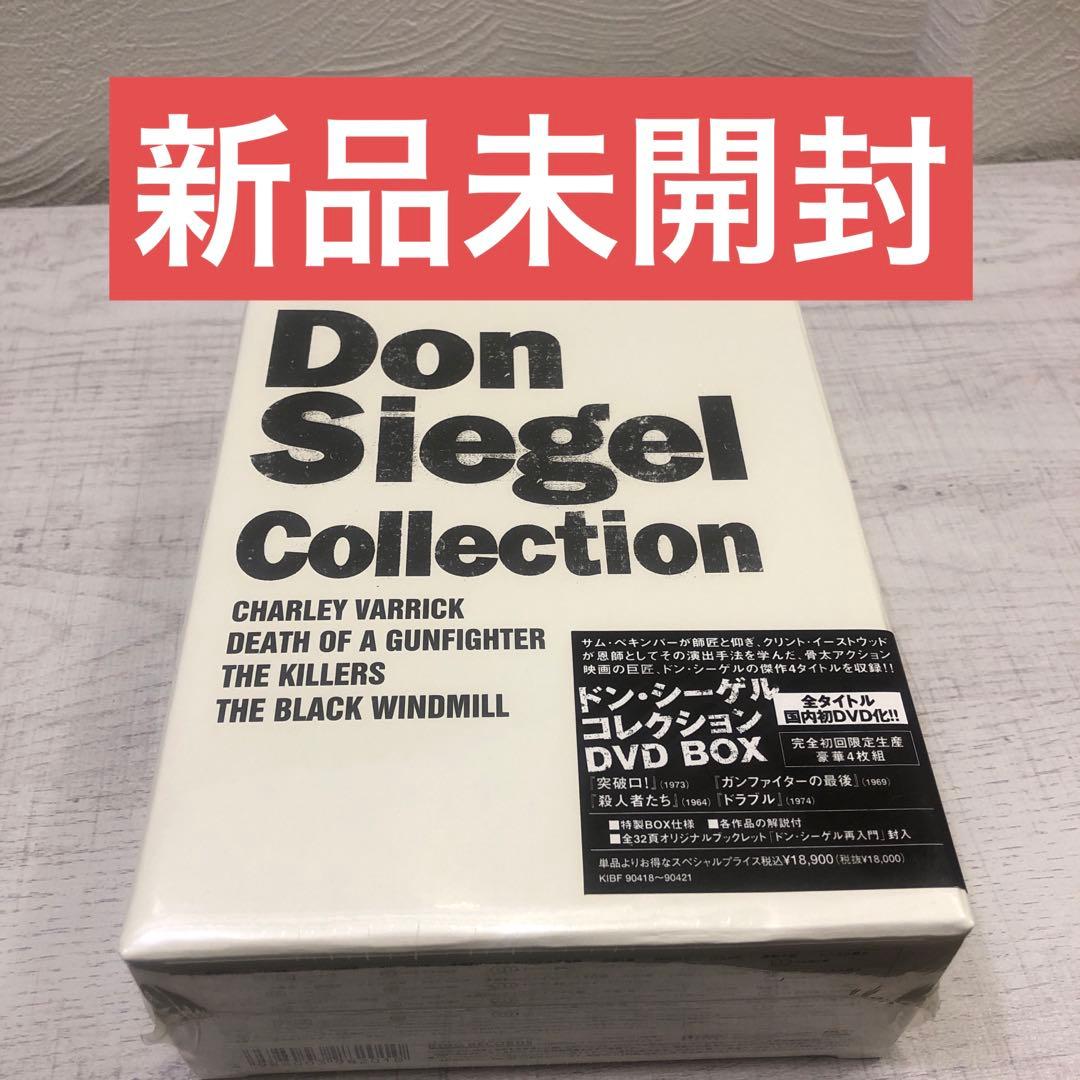 新品未開封
Don
Siegel
Collection
CHARLEY VARRICK
DEATH OF A GUNFIGHTER
THE KILLERS
THE BLACK WINDMILL
サム・ペキンパーが師匠と仰ぎ、クリント・イーストウッド
が恩師としてその演出手法を学んだ、骨太アクション
映画の巨匠、ドン・シーゲルの傑作4タイトルを収録!!
ドン・シーゲル
コレクション
DVD BOX
全タイトル
国内初DVD化!!
完全初回限定生産
豪華4枚組
『突破口!』(1973) 『ガンファイターの最後』(1969)
『殺人者たち』(1964) 『ドラブル』(1974)
■特製BOX仕様 ■各作品の解説付
■全32頁オリジナルブックレット「ドン・シーゲル再入門」封入
単品よりお得なスペシャルプライス税込¥18,900(税抜¥18,000)
KIBF 90418~90421
KING RECORDS